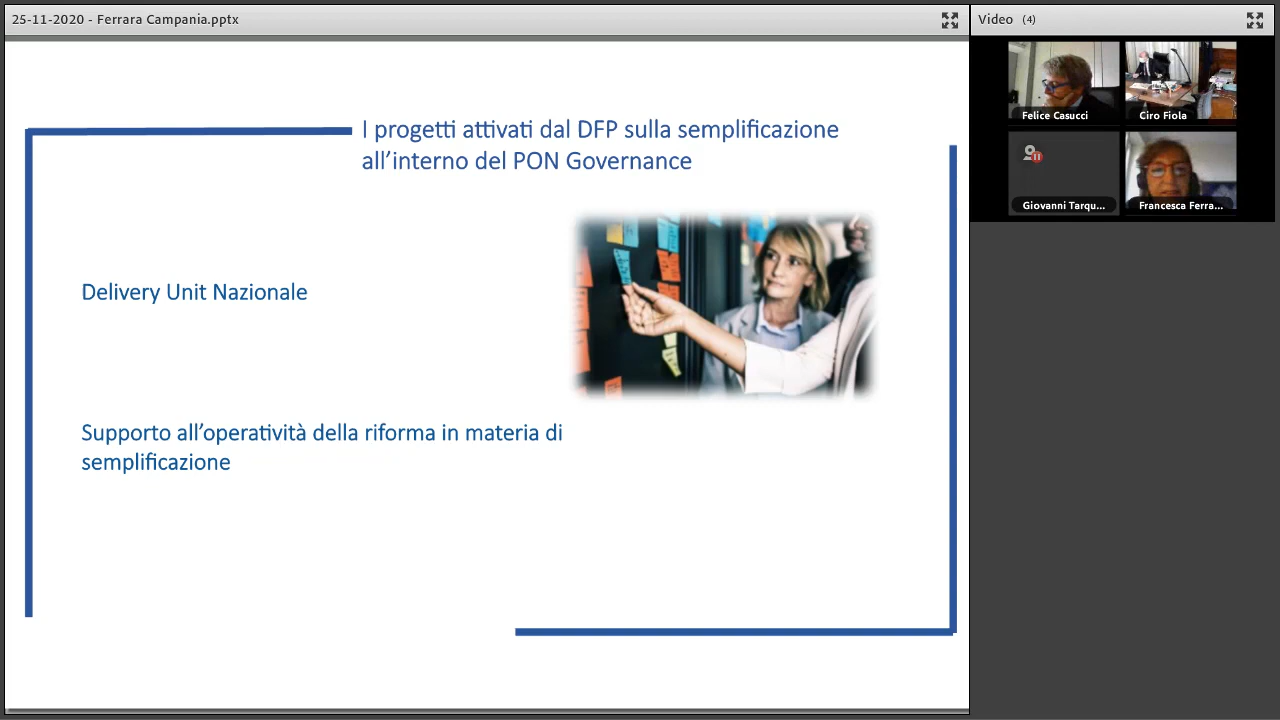 25-11-2020 - Ferrara Campania.pptx
Video (4)
I progetti attivati dal DFP sulla semplificazione
all’interno del PON Governance
Delivery Unit Nazionale
Supporto all’operatività della riforma in materia di
semplificazione
Felice Casucci
Ciro Fiola
Giovanni Tarqu...
Francesca Ferra...